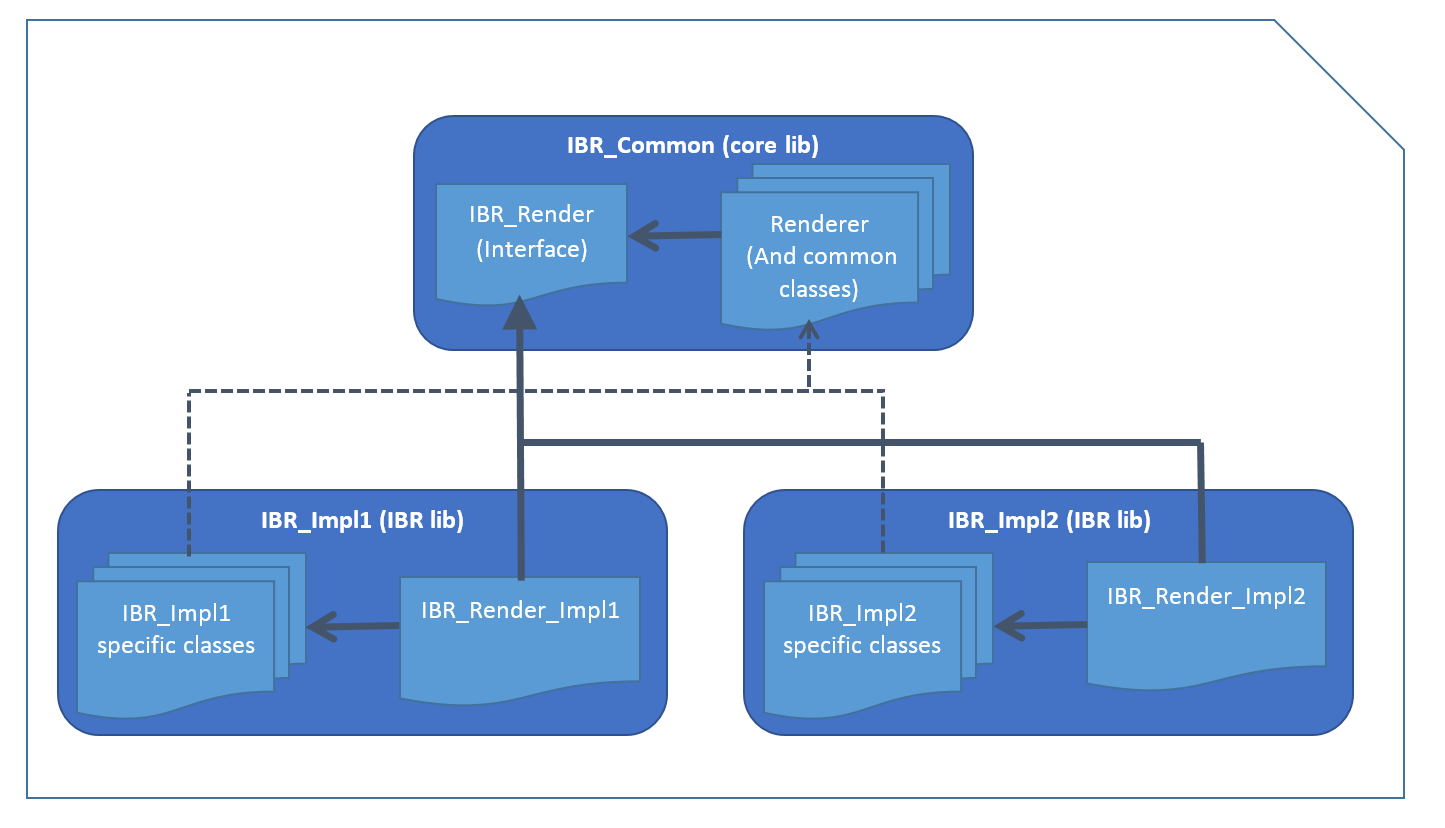 IBR_Common (core lib)
IBR_Render
(Interface)
Renderer
(And common
classes)
IBR_Impl1 (IBR lib)
IBR_Impl1
specific classes
IBR_Render_Impl1
IBR_Impl2 (IBR lib)
IBR_Impl2
specific classes
IBR_Render_Impl2